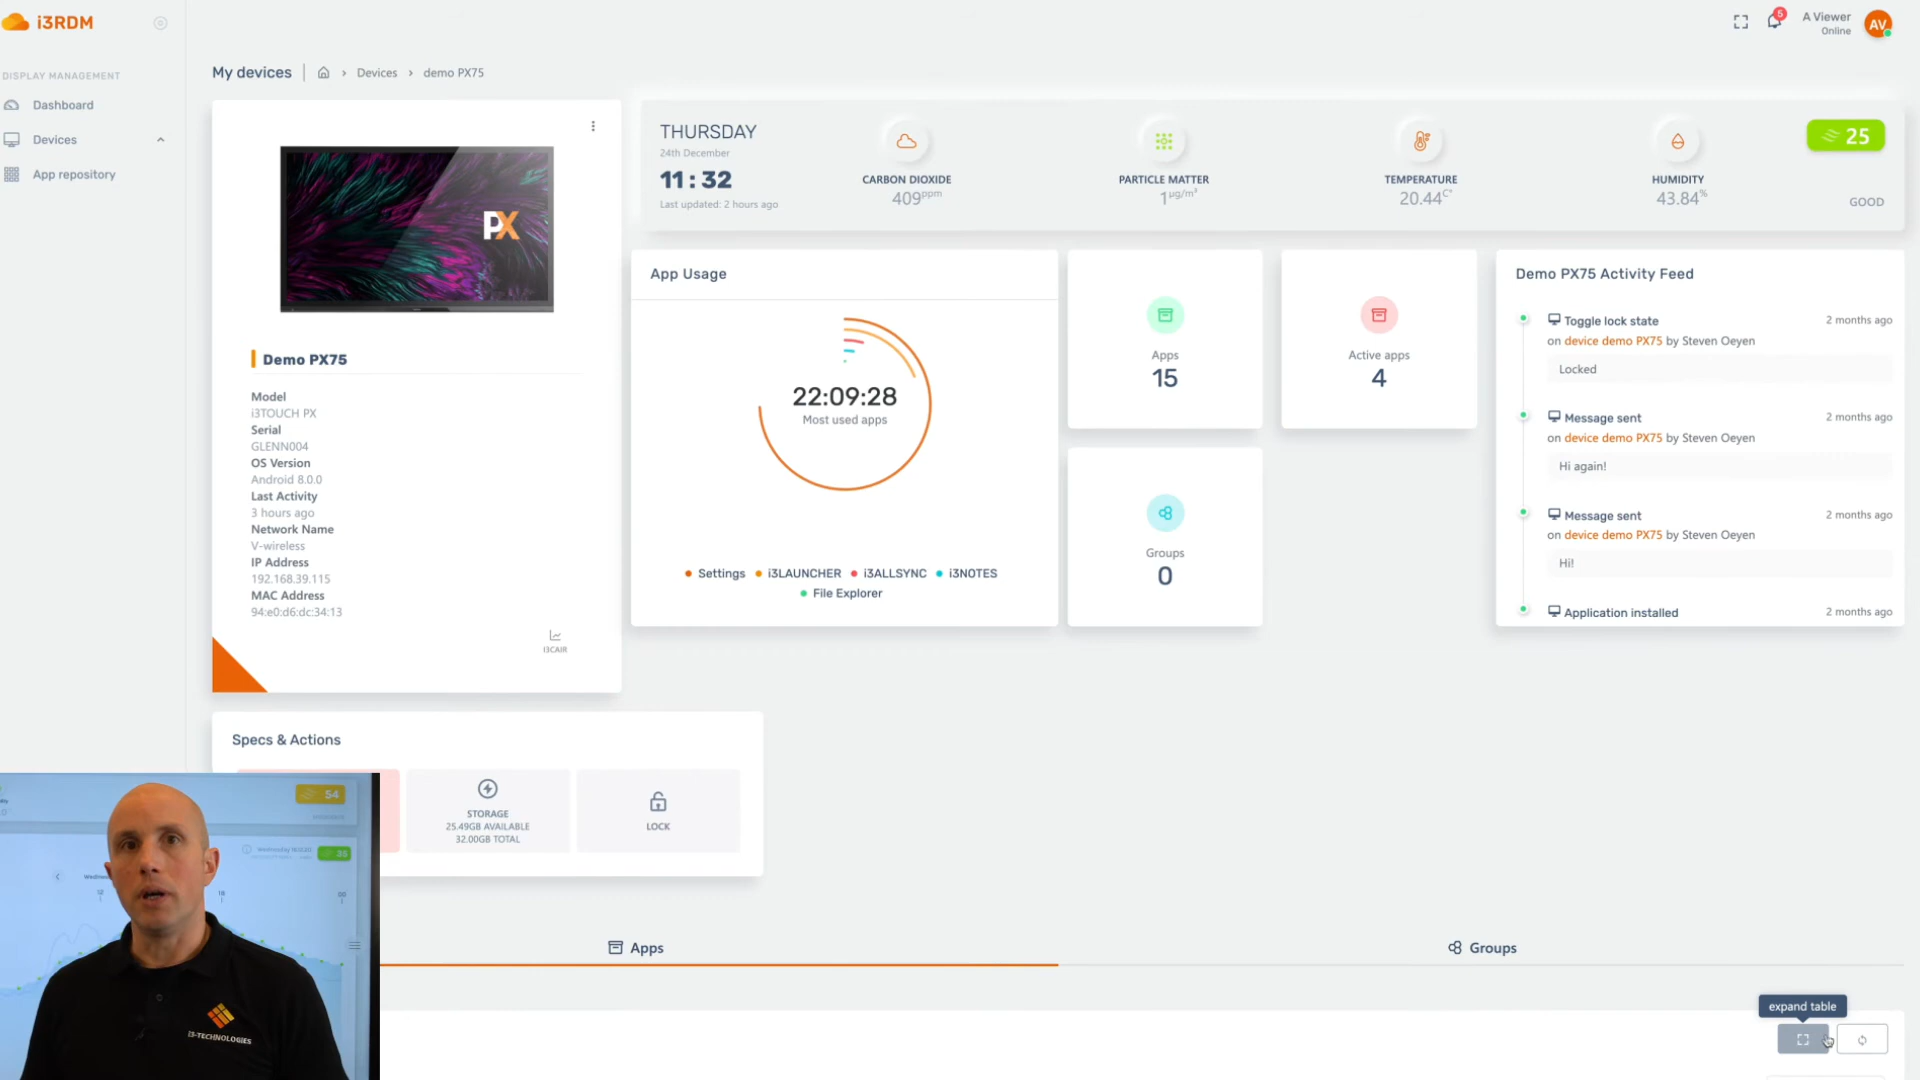 i3RDM
5
A Viewer
Online
AV
DISPLAY MANAGEMENT
Dashboard
Devices
App repository
My devices
Devices
demo PX75
PX
Demo PX75
Model
i3TOUCH PX
Serial
GLENN004
OS Version
Android 8.0.0
Last Activity
3 hours ago
Network Name
V-wireless
IP Address
192.168.39.115
MAC Address
94:e0:d6:dc:34:13
I3CAIR
THURSDAY
24th December
11 : 32
Last updated: 2 hours ago
CARBON DIOXIDE
409ppm
PARTICLE MATTER
1µg/m³
TEMPERATURE
20.44C°
HUMIDITY
43.84%
25
GOOD
App Usage
22:09:28
Most used apps
Settings
i3LAUNCHER
i3ALLSYNC
i3NOTES
File Explorer
Apps
15
Active apps
4
Groups
0
Demo PX75 Activity Feed
Toggle lock state
2 months ago
on device demo PX75 by Steven Oeyen
Locked
Message sent
2 months ago
on device demo PX75 by Steven Oeyen
Hi again!
Message sent
2 months ago
on device demo PX75 by Steven Oeyen
Hi!
Application installed
2 months ago
Specs & Actions
STORAGE
25.49GB AVAILABLE
32.00GB TOTAL
LOCK
Apps
Groups
expand table
54
35
12
18
i3-TECHNOLOGIES